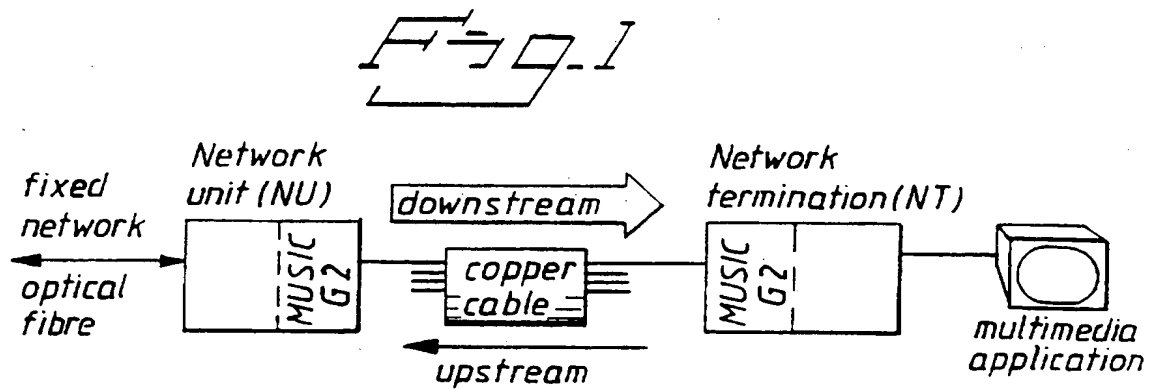 Fig.1
Network
unit (NU)
fixed
network
optical
fibre
MUSIC
G2
downstream
copper
cable
upstream
Network
termination (NT)
MUSIC
G2
multimedia
application